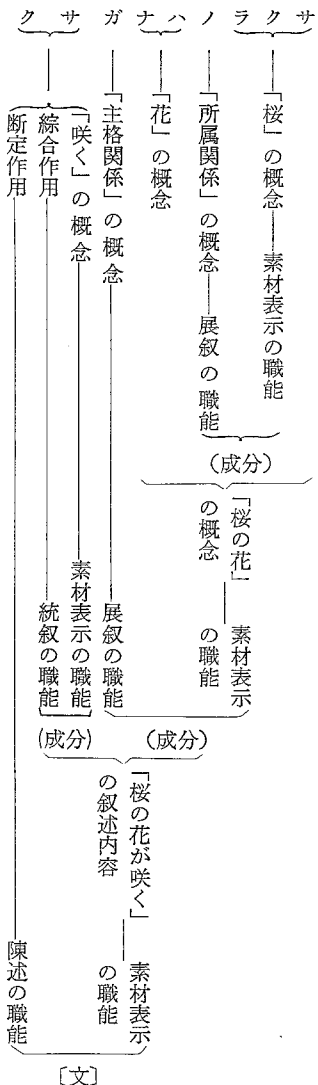 サクラ
ノ
ハナ
ガ
サク
「桜」の概念
素材表示の職能
「所属関係」の概念
展叙の職能
「花」の概念
「主格関係」の概念
展叙の職能
「咲く」の概念
素材表示の職能
綜合作用
統叙の職能
断定作用
陳述の職能
(成分)
「桜の花」
の概念
素材表示
の職能
(成分)
(成分)
「桜の花が咲く」
の叙述内容
素材表示
の職能
〔文〕